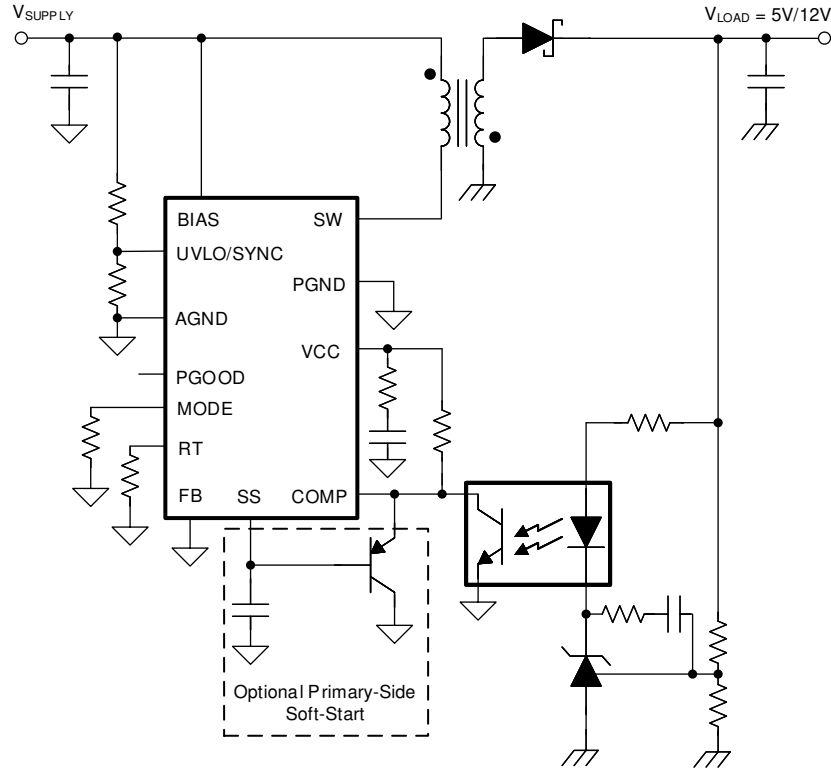 VSUPPLY
VLOAD = 5V/12V
BIAS
SW
UVLO/SYNC
PGND
AGND
VCC
PGOOD
MODE
RT
FB
SS
COMP
Optional Primary-Side
Soft-Start